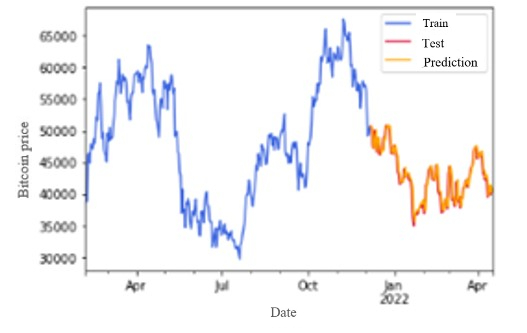 Train
Test
Prediction
65000
60000
55000
50000
45000
40000
35000
30000
Bitcoin price
Apr
Jul
Oct
Jan
2022
Apr
Date